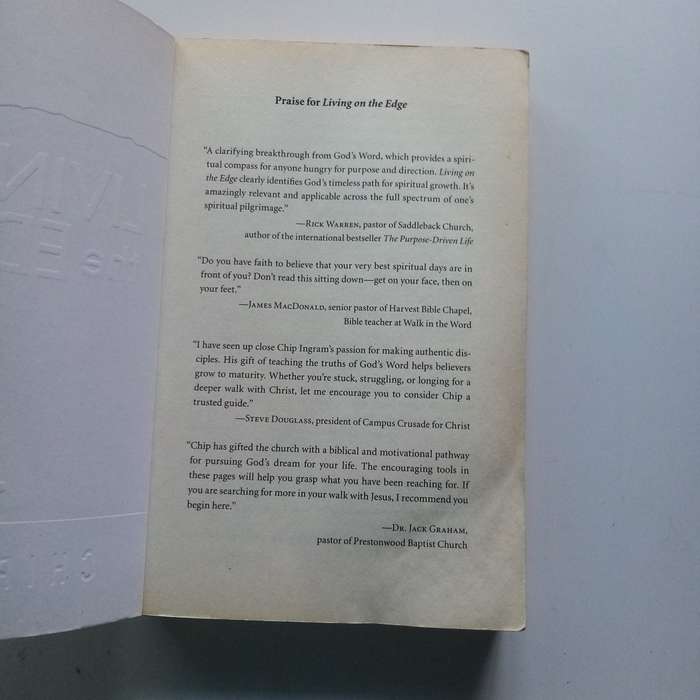 Praise for Living on the Edge
“A clarifying breakthrough from God’s Word, which provides a spiri-
tual compass for anyone hungry for purpose and direction. Living on
the Edge clearly identifies God’s timeless path for spiritual growth. It’s
amazingly relevant and applicable across the full spectrum of one’s
spiritual pilgrimage.”
—Rick Warren, pastor of Saddleback Church,
author of the international bestseller The Purpose-Driven Life
“Do you have faith to believe that your very best spiritual days are in
front of you? Don’t read this sitting down—get on your face, then on
your feet.”
—James MacDonald, senior pastor of Harvest Bible Chapel,
Bible teacher at Walk in the Word
“I have seen up close Chip Ingram’s passion for making authentic dis-
ciples. His gift of teaching the truths of God’s Word helps believers
grow to maturity. Whether you’re stuck, struggling, or longing for a
deeper walk with Christ, let me encourage you to consider Chip a
trusted guide.”
—Steve Douglass, president of Campus Crusade for Christ
“Chip has gifted the church with a biblical and motivational pathway
for pursuing God’s dream for your life. The encouraging tools in
these pages will help you grasp what you have been reaching for. If
you are searching for more in your walk with Jesus, I recommend you
begin here.”
—Dr. Jack Graham,
pastor of Prestonwood Baptist Church